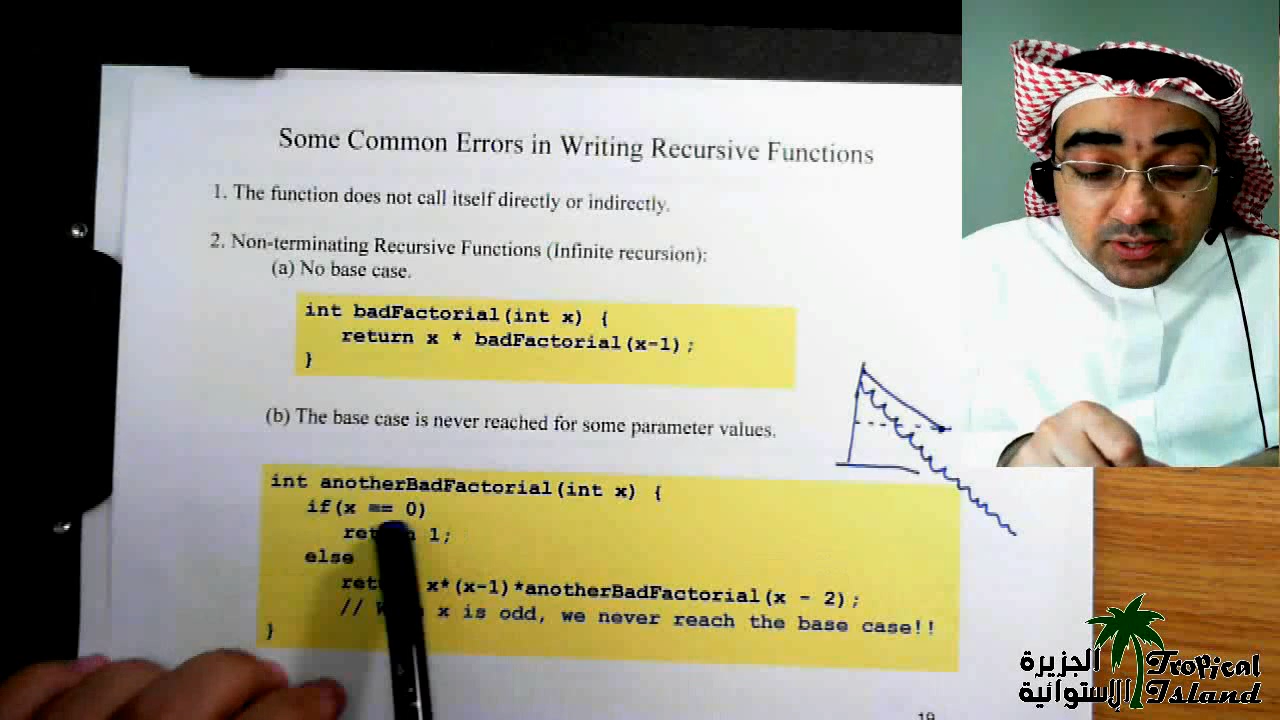 Some Common Errors in Writing Recursive Functions
1. The function does not call itself directly or indirectly.
2. Non-terminating Recursive Functions (Infinite recursion):
(a) No base case.
int badFactorial(int x) {
return x * badFactorial(x-1);
}
(b) The base case is never reached for some parameter values.
int anotherBadFactorial(int x) {
if(x == 0)
1;
else
x*(x-1)*anotherBadFactorial(x - 2);
// x is odd, we never reach the base case!!
}
الجزيرة الإستوائية
Tropical Island